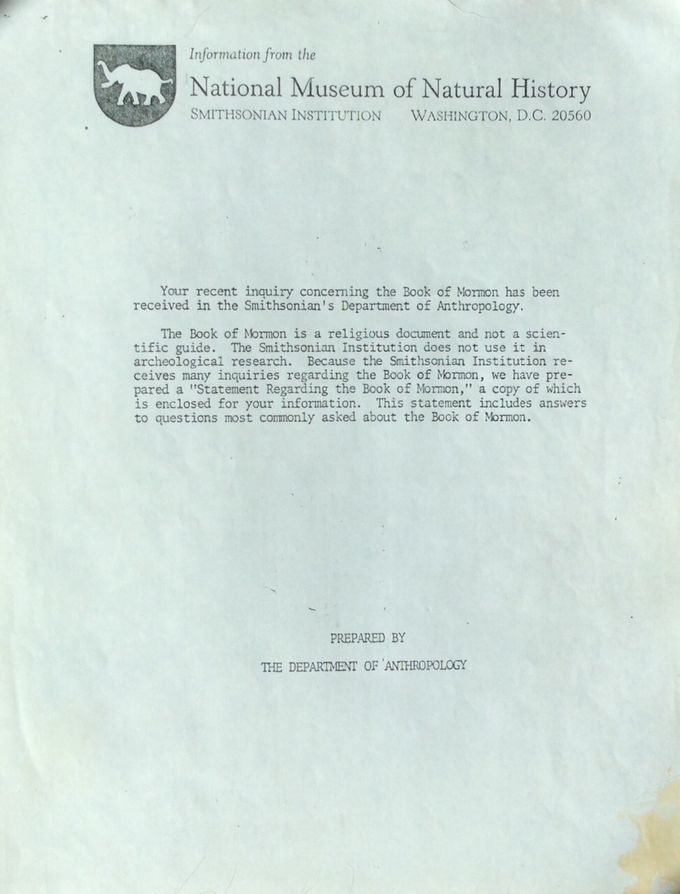 Information from the
National Museum of Natural History
SMITHSONIAN INSTITUTION WASHINGTON, D.C. 20560
Your recent inquiry concerning the Book of Mormon has been
received in the Smithsonian's Department of Anthropology.
The Book of Mormon is a religious document and not a scien-
tific guide. The Smithsonian Institution does not use it in
archeological research. Because the Smithsonian Institution re-
ceives many inquiries regarding the Book of Mormon, we have pre-
pared a "Statement Regarding the Book of Mormon," a copy of which
is enclosed for your information. This statement includes answers
to questions most commonly asked about the Book of Mormon.
PREPARED BY
THE DEPARTMENT OF ANTHROPOLOGY